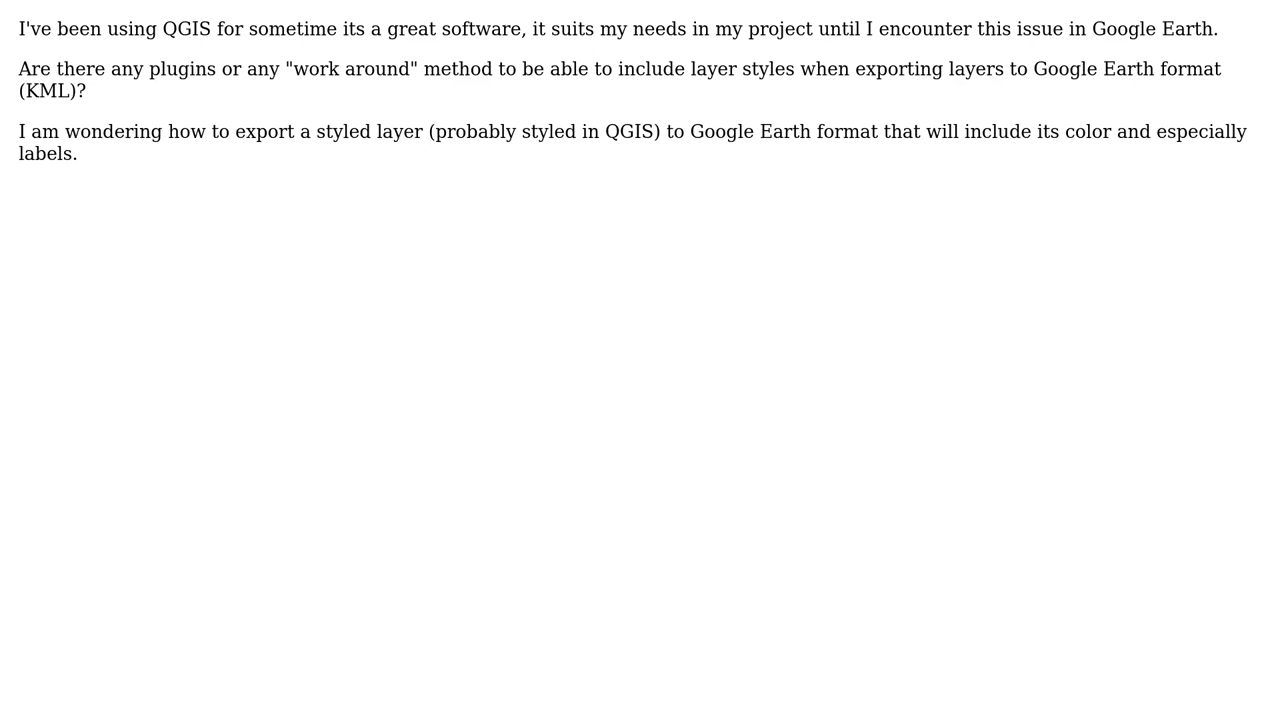 I've been using QGIS for sometime its a great software, it suits my needs in my project until I encounter this issue in Google Earth.
Are there any plugins or any "work around" method to be able to include layer styles when exporting layers to Google Earth format
(KML)?
I am wondering how to export a styled layer (probably styled in QGIS) to Google Earth format that will include its color and especially
labels.